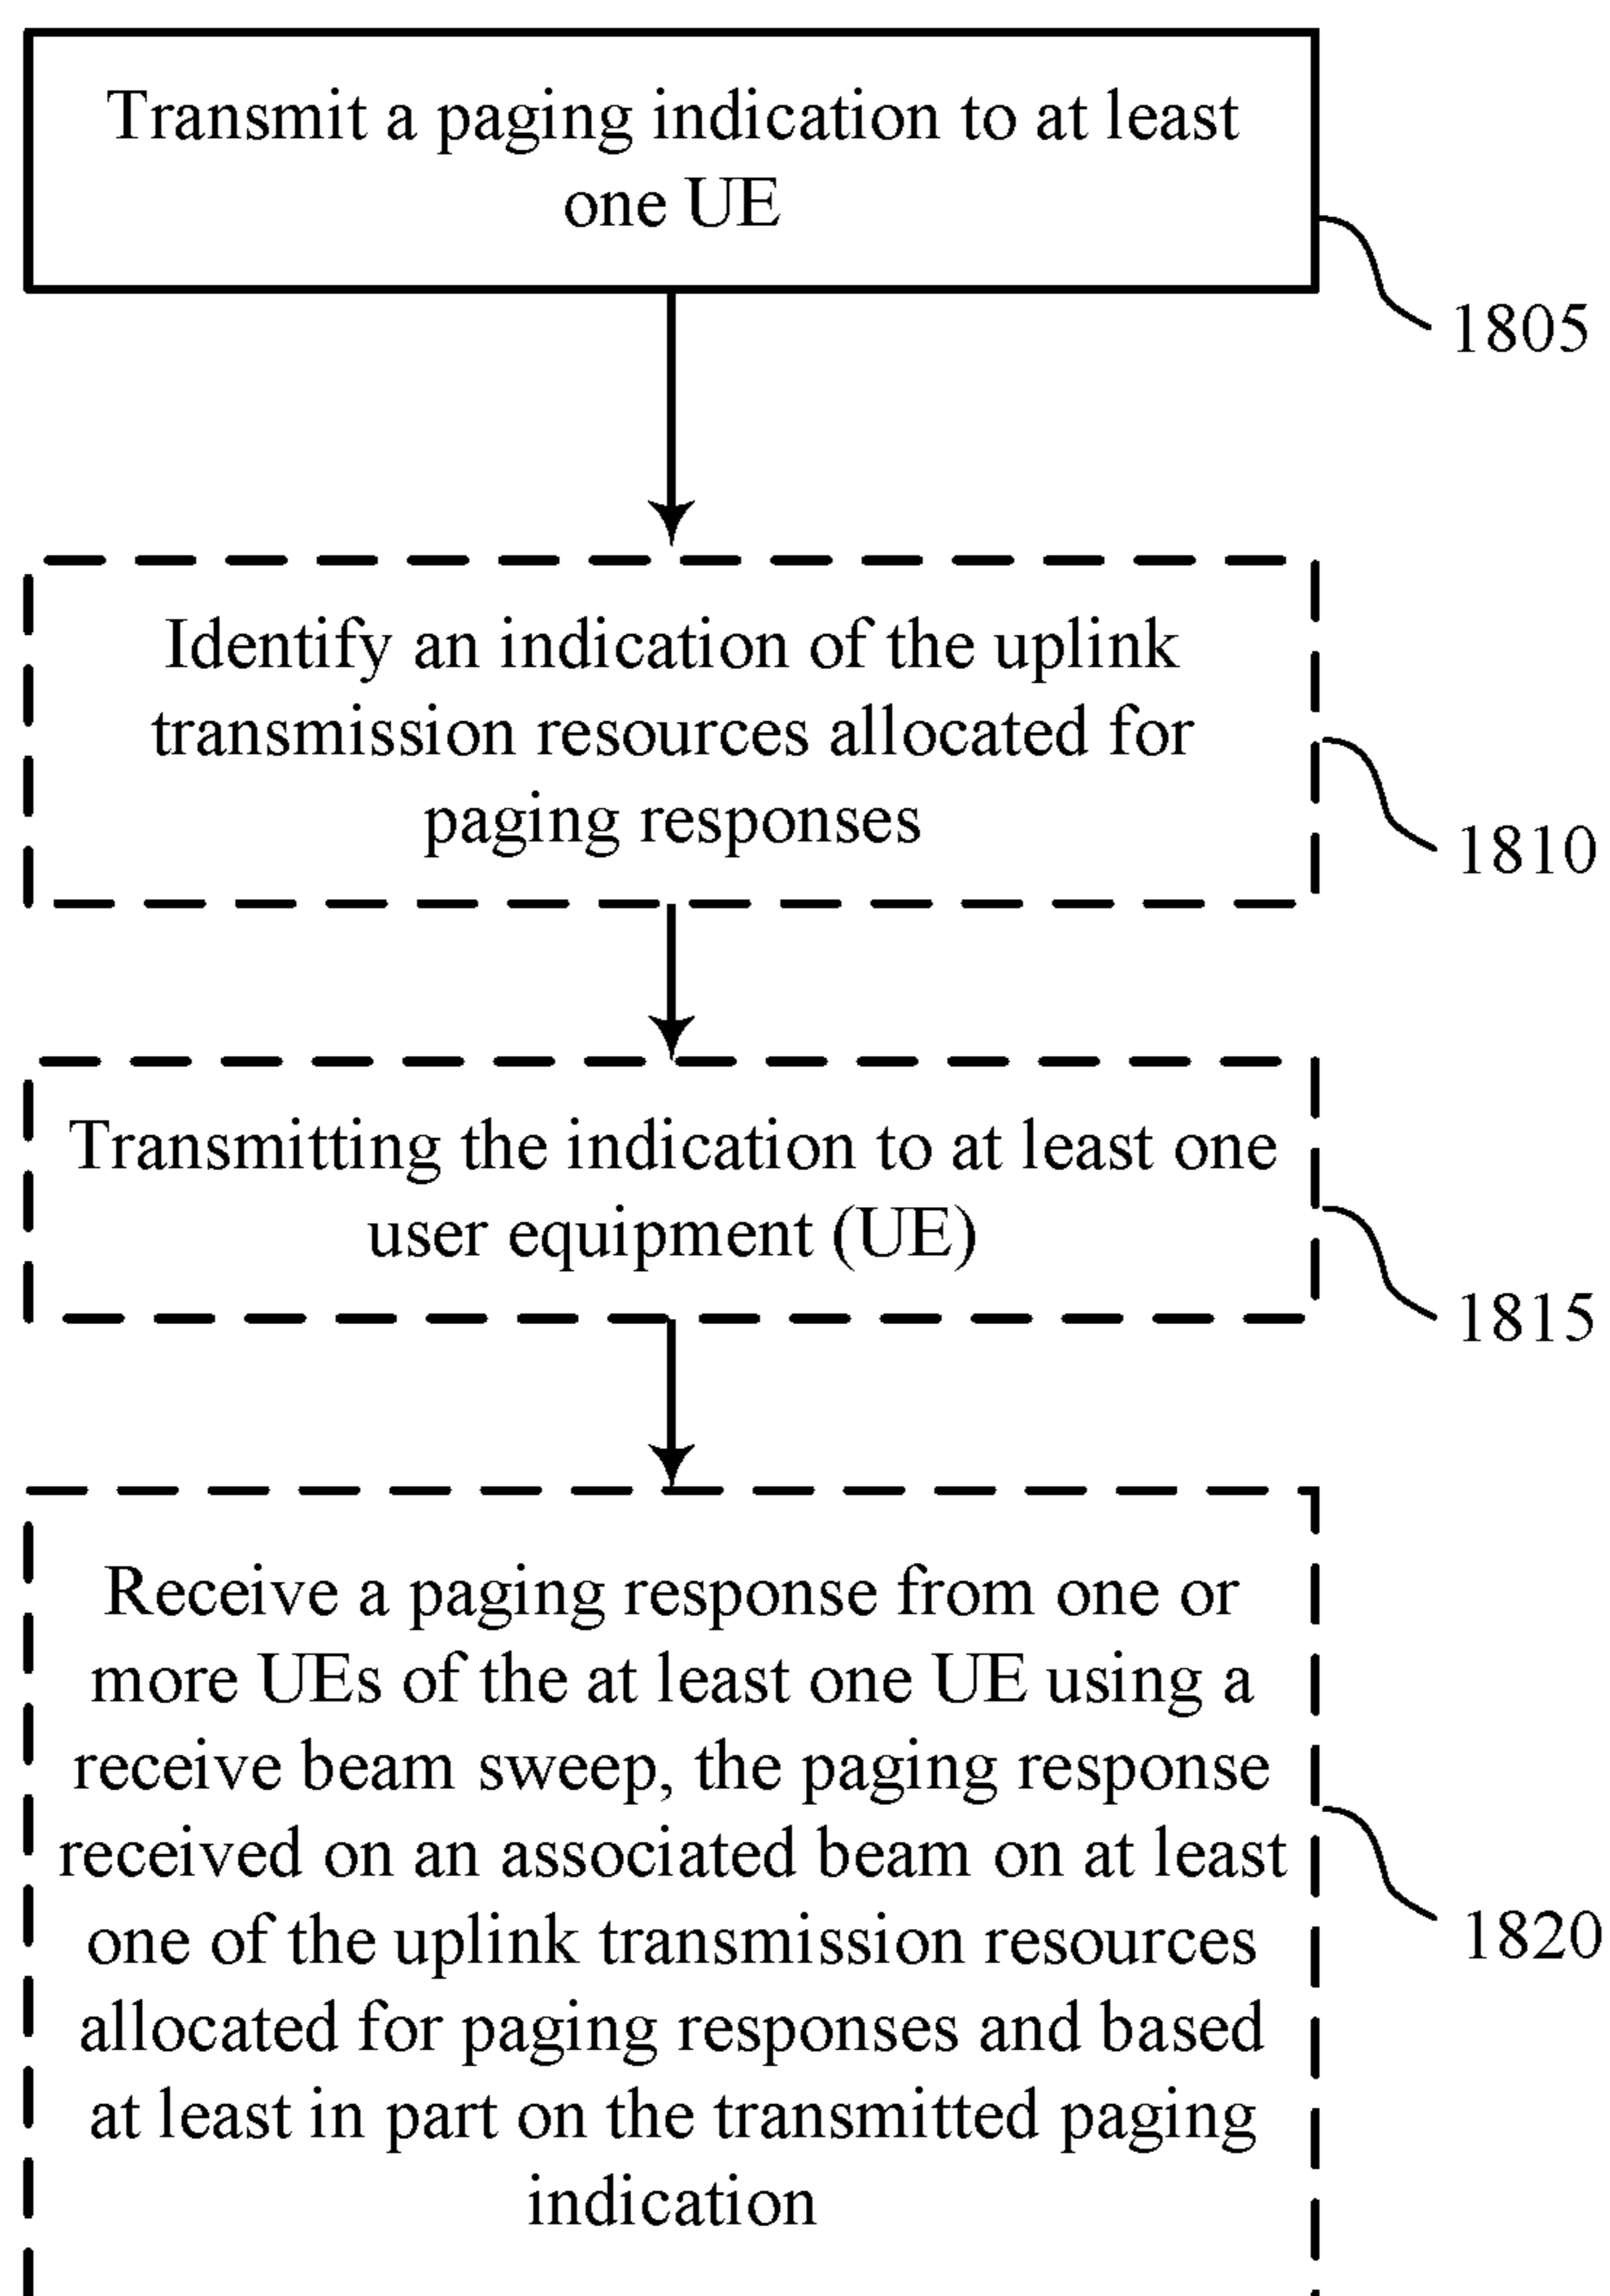 Transmit a paging indication to at least
one UE
1805
Identify an indication of the uplink
transmission resources allocated for
paging responses
1810
Transmitting the indication to at least one
user equipment (UE)
1815
Receive a paging response from one or
more UEs of the at least one UE using a
receive beam sweep, the paging response
received on an associated beam on at least
one of the uplink transmission resources
allocated for paging responses and based
at least in part on the transmitted paging
indication
1820